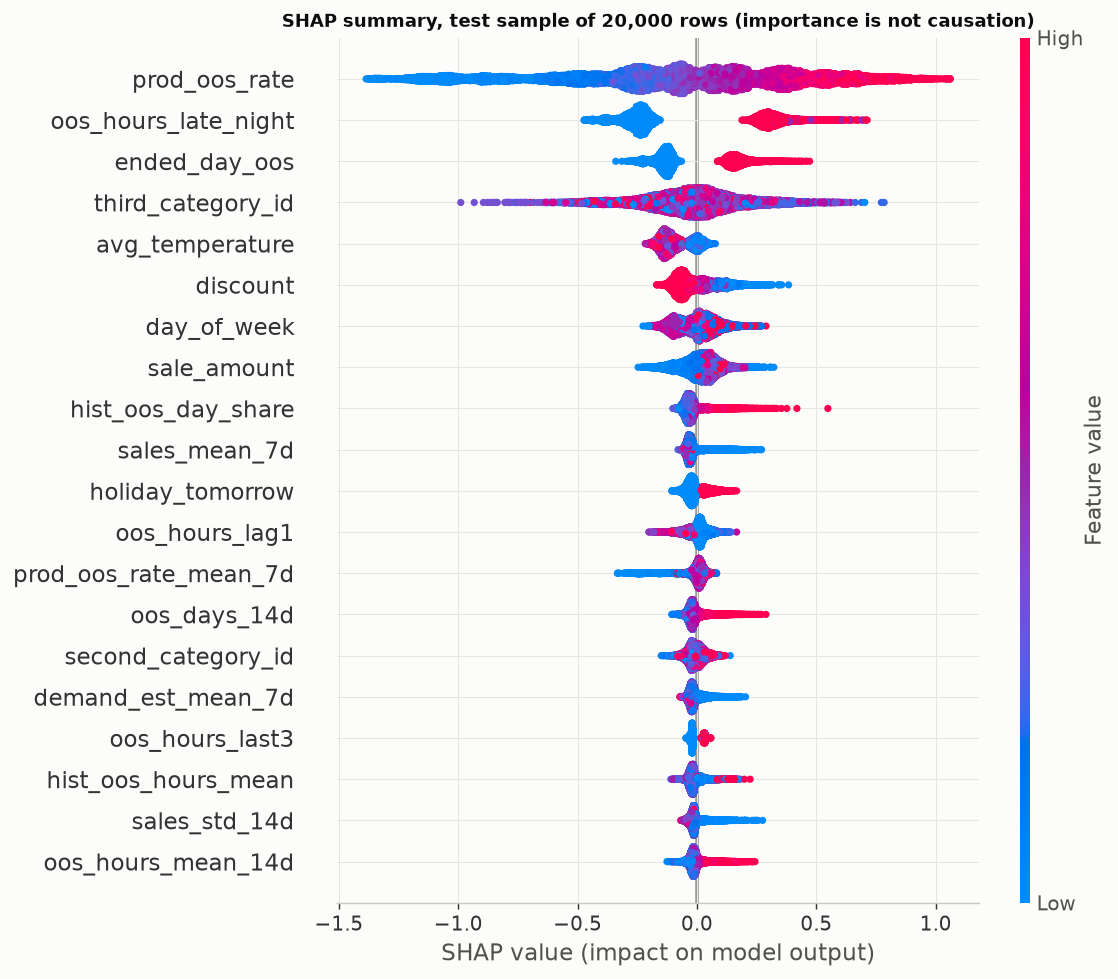 SHAP summary, test sample of 20,000 rows (importance is not causation)
High
prod_oos_rate
oos_hours_late_night
ended_day_oos
third_category_id
avg_temperature
discount
day_of_week
sale_amount
hist_oos_day_share
sales_mean_7d
holiday_tomorrow
oos_hours_lag1
prod_oos_rate_mean_7d
oos_days_14d
second_category_id
demand_est_mean_7d
oos_hours_last3
hist_oos_hours_mean
sales_std_14d
oos_hours_mean_14d
Feature value
Low
−1.5 −1.0 −0.5 0.0 0.5 1.0
SHAP value (impact on model output)